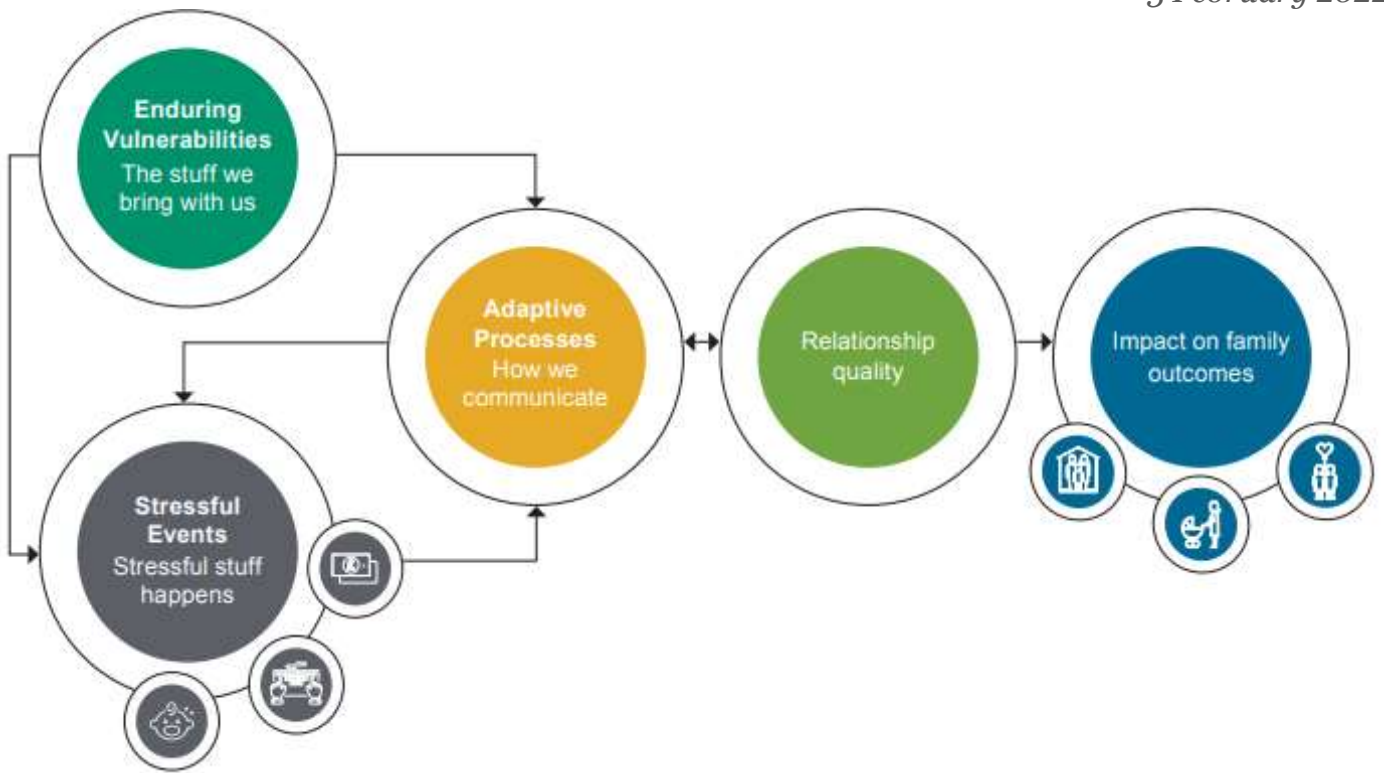 Enduring
Vulnerabilities
The stuff we
bring with us
Adaptive
Processes
How we
communicate
Relationship
quality
Impact on family
outcomes
Stressful
Events
Stressful stuff
happens